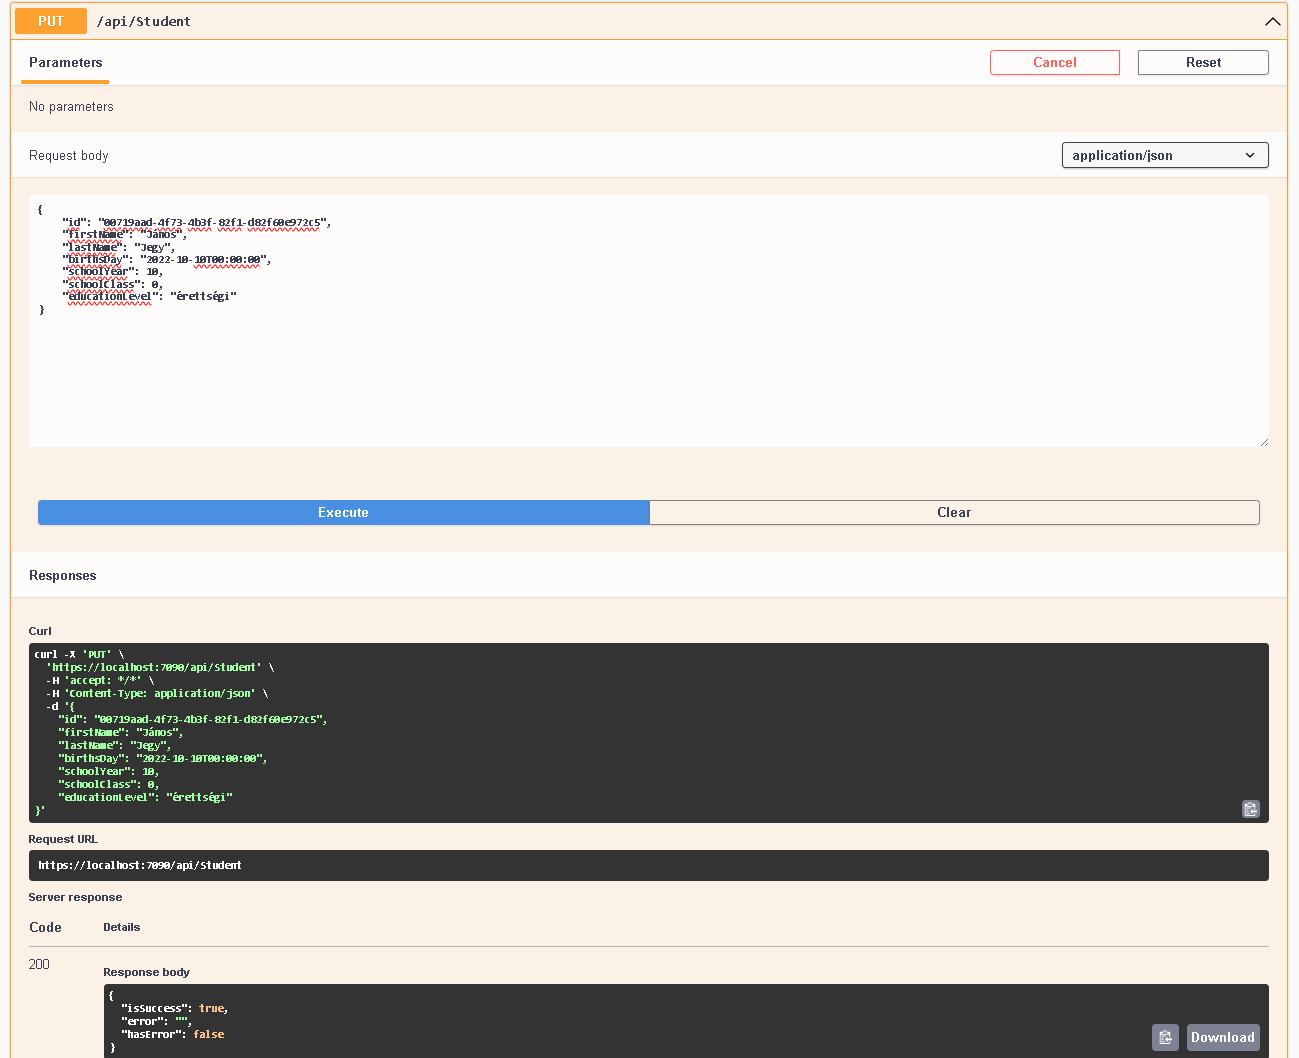 PUT /api/Student
Parameters Cancel Reset
No parameters
Request body application/json
{
"id": "00719aad-4f73-4b3f-82f1-d82f60e972c5",
"firstName": "János",
"lastName": "Jegy",
"birthsDay": "2022-10-10T00:00:00",
"schoolYear": 10,
"schoolClass": 0,
"educationLevel": "érettségi"
}
Execute Clear
Responses
Curl
curl -X 'PUT' \
'https://localhost:7090/api/Student' \
-H 'accept: */*' \
-H 'Content-Type: application/json' \
-d '{
"id": "00719aad-4f73-4b3f-82f1-d82f60e972c5",
"firstName": "János",
"lastName": "Jegy",
"birthsDay": "2022-10-10T00:00:00",
"schoolYear": 10,
"schoolClass": 0,
"educationLevel": "érettségi"
}'
Request URL
https://localhost:7090/api/Student
Server response
Code Details
200
Response body
{
"isSuccess": true,
"error": "",
"hasError": false
}
Download